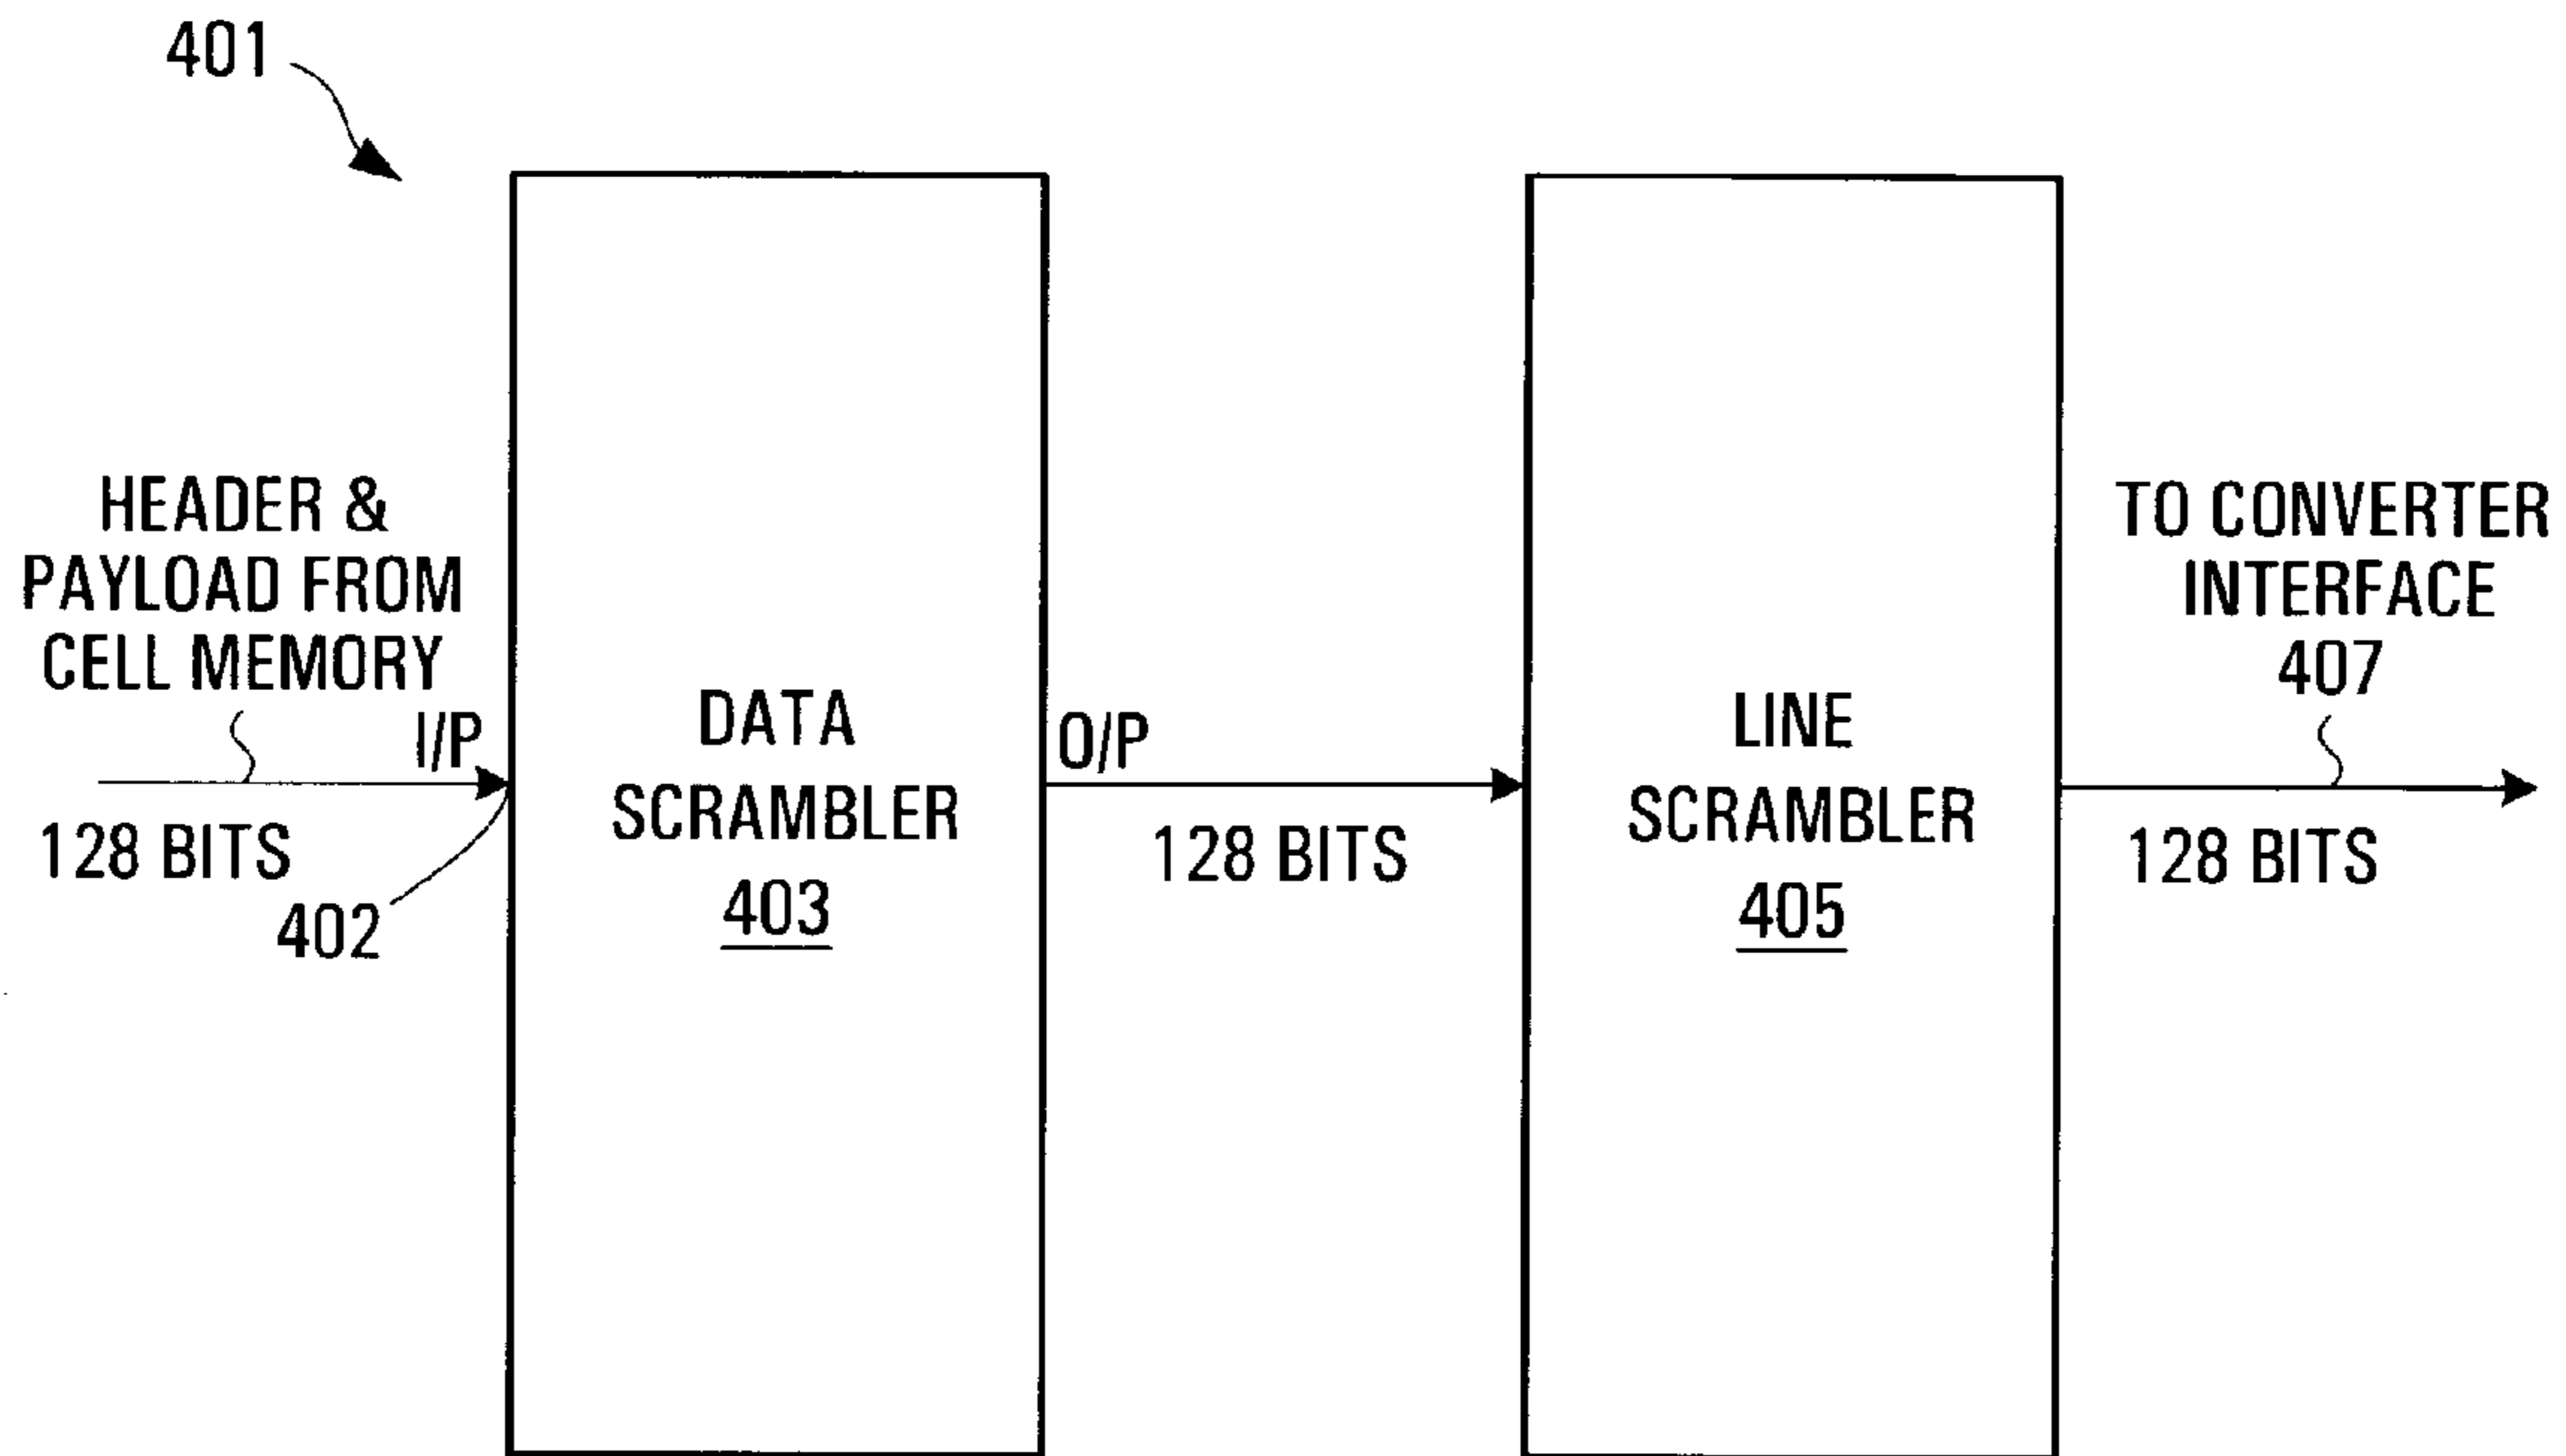 401
HEADER &
PAYLOAD FROM
CELL MEMORY
I/P
128 BITS
402
DATA
SCRAMBLER
403
O/P
128 BITS
LINE
SCRAMBLER
405
TO CONVERTER
INTERFACE
407
128 BITS